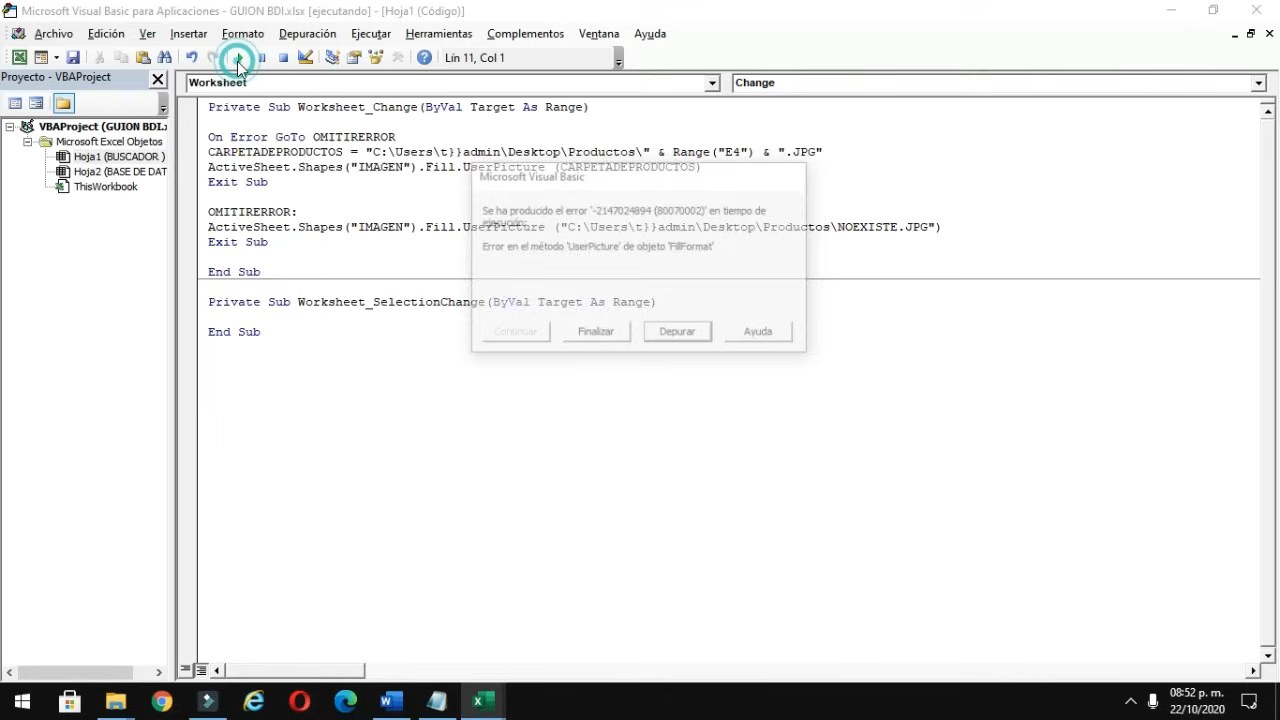 Microsoft Visual Basic para Aplicaciones - GUION BDI.xlsx [ejecutando] - [Hoja1 (Código)]
Archivo Edición Ver Insertar Formato Depuración Ejecutar Herramientas Complementos Ventana Ayuda
Lín 11, Col 1
Proyecto - VBAProject
Worksheet
Change
VBAProject (GUION BDI.x
Microsoft Excel Objetos
Hoja1 (BUSCADOR )
Hoja2 (BASE DE DAT
ThisWorkbook
Private Sub Worksheet_Change(ByVal Target As Range)
On Error GoTo OMITIRERROR
CARPETADEPRODUCTOS = "C:\Users\t}}admin\Desktop\Productos\" & Range("E4") & ".JPG"
ActiveSheet.Shapes("IMAGEN").Fill.UserPicture (CARPETADEPRODUCTOS)
Exit Sub
OMITIRERROR:
ActiveSheet.Shapes("IMAGEN").Fill.UserPicture ("C:\Users\t}}admin\Desktop\Productos\NOEXISTE.JPG")
Exit Sub
End Sub
Private Sub Worksheet_SelectionChange(ByVal Target As Range)
End Sub
Microsoft Visual Basic
Se ha producido el error '-2147024894 (80070002)' en tiempo de
ejecución:
Error en el método 'UserPicture' de objeto 'FillFormat'
Continuar Finalizar Depurar Ayuda
08:52 p. m.
22/10/2020